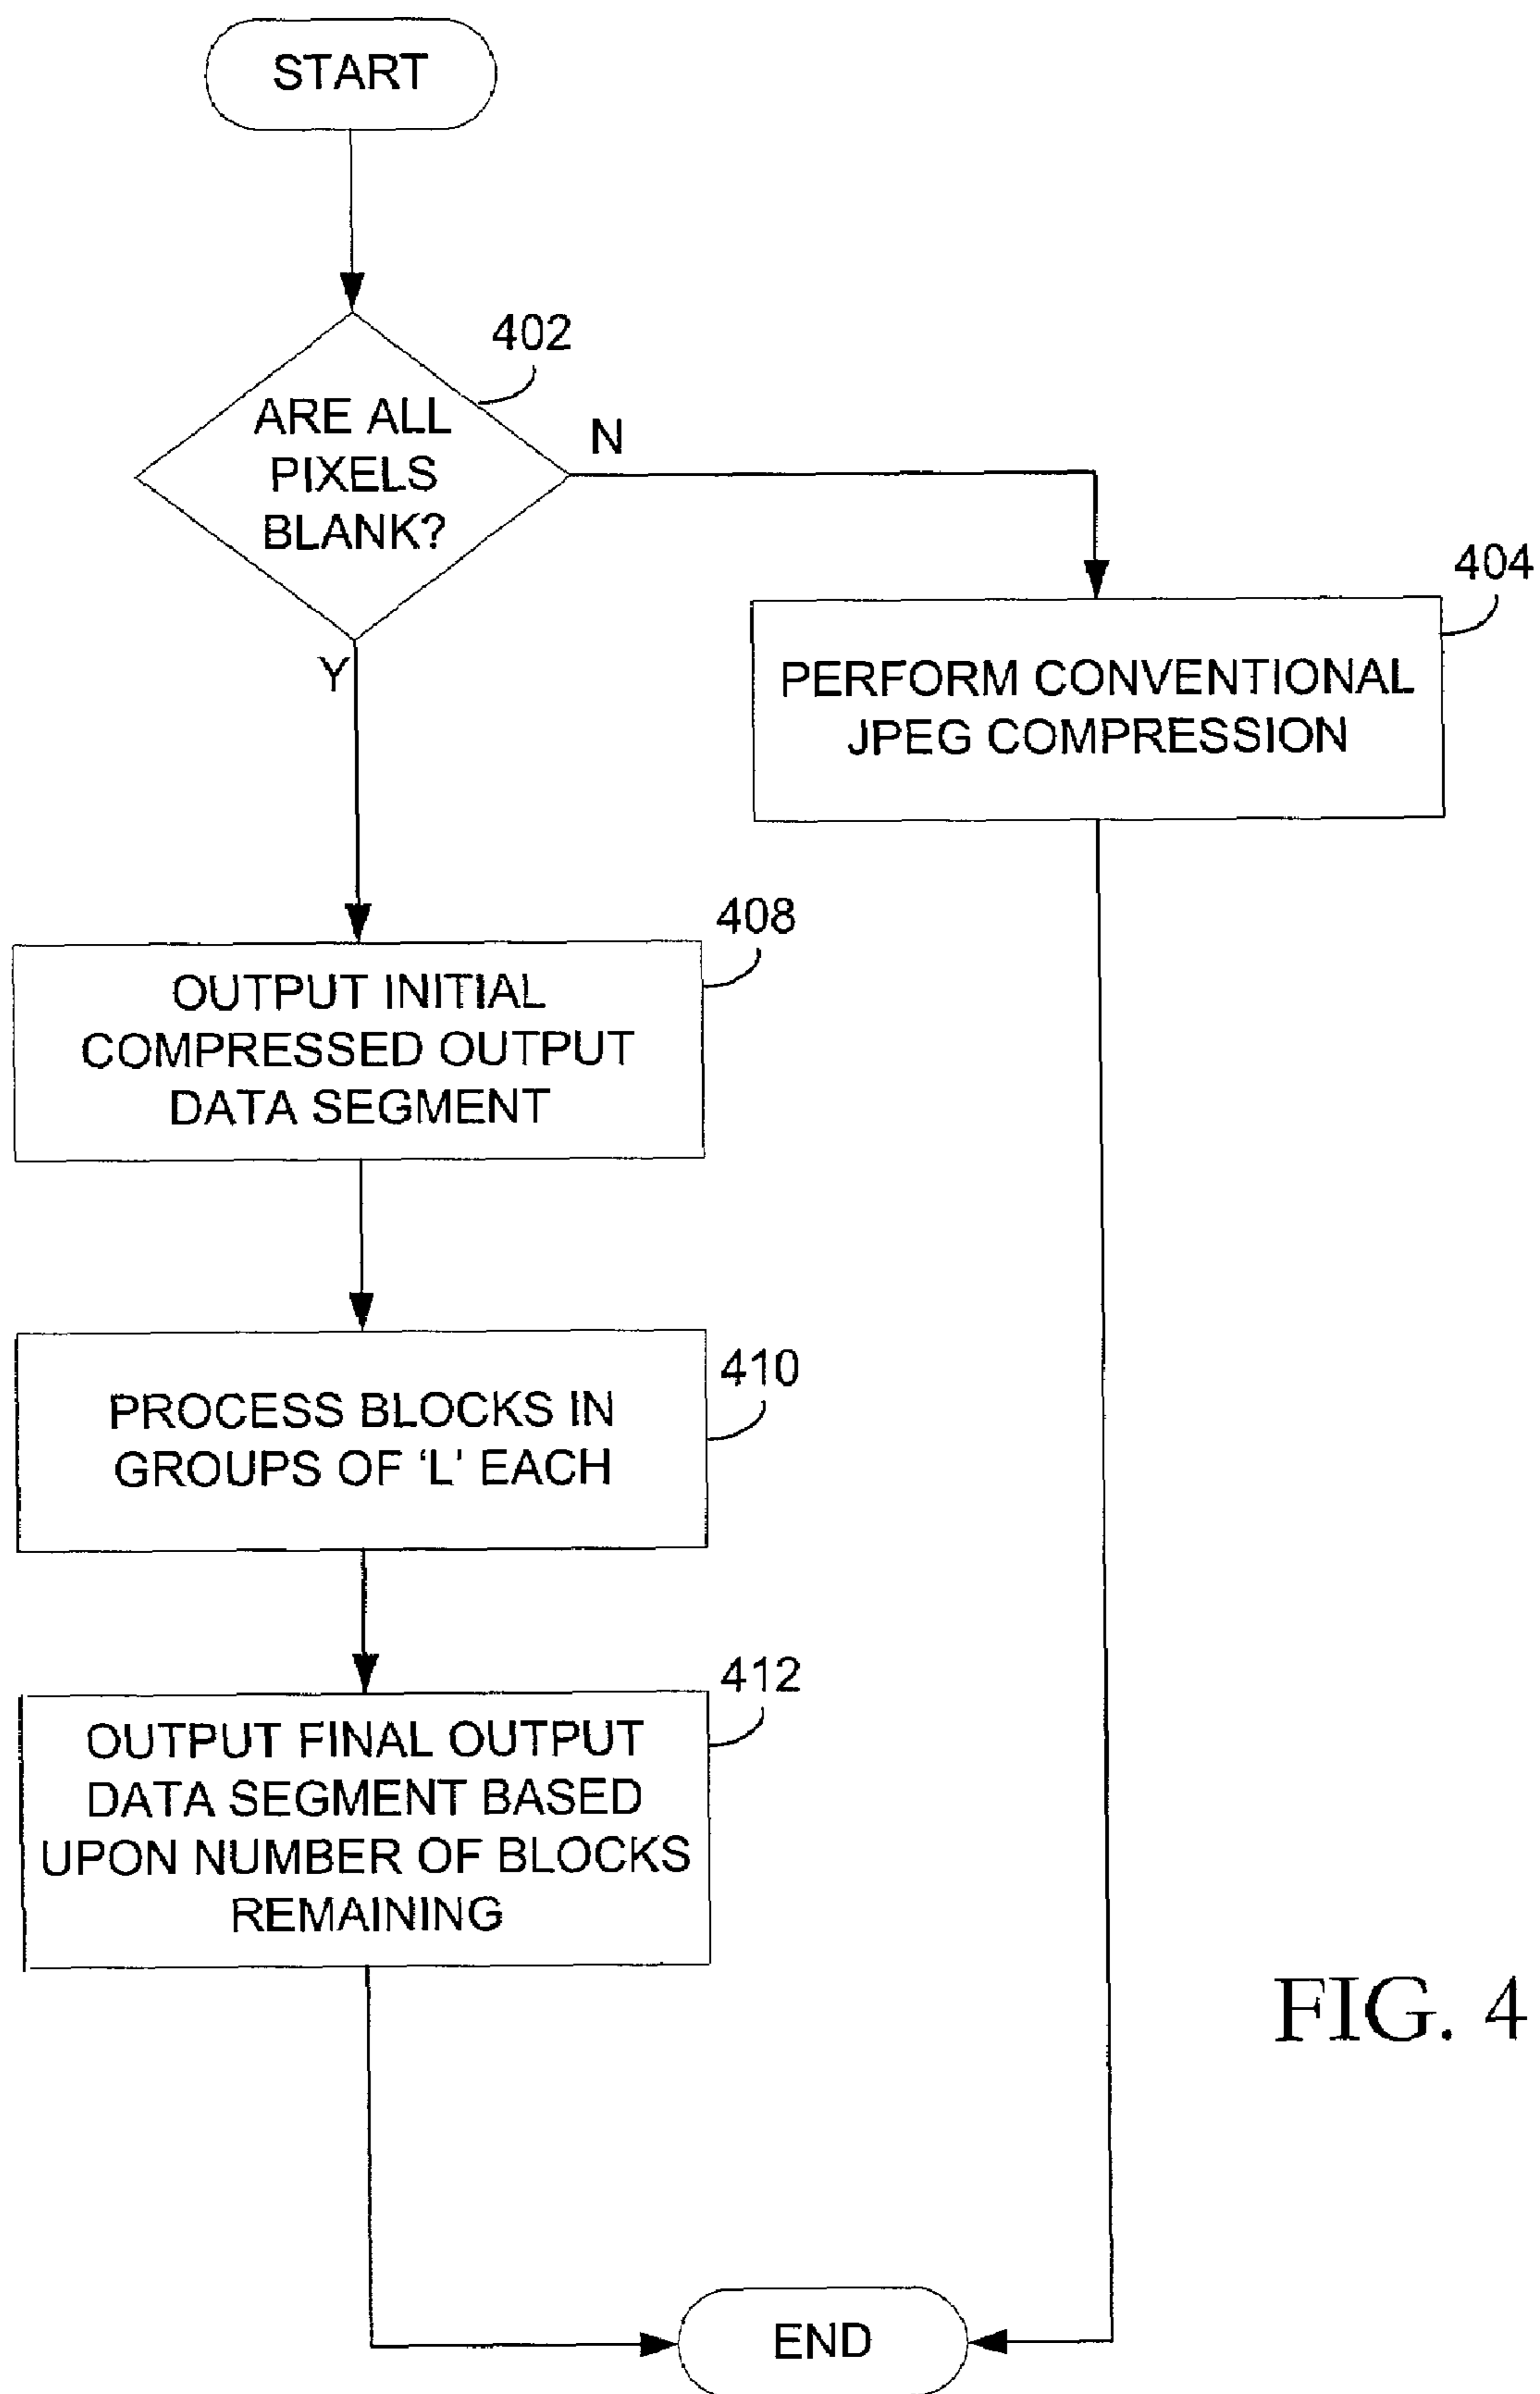 START
402
ARE ALL
PIXELS
BLANK?
N
Y
404
PERFORM CONVENTIONAL
JPEG COMPRESSION
408
OUTPUT INITIAL
COMPRESSED OUTPUT
DATA SEGMENT
410
PROCESS BLOCKS IN
GROUPS OF ‘L’ EACH
412
OUTPUT FINAL OUTPUT
DATA SEGMENT BASED
UPON NUMBER OF BLOCKS
REMAINING
FIG. 4
END